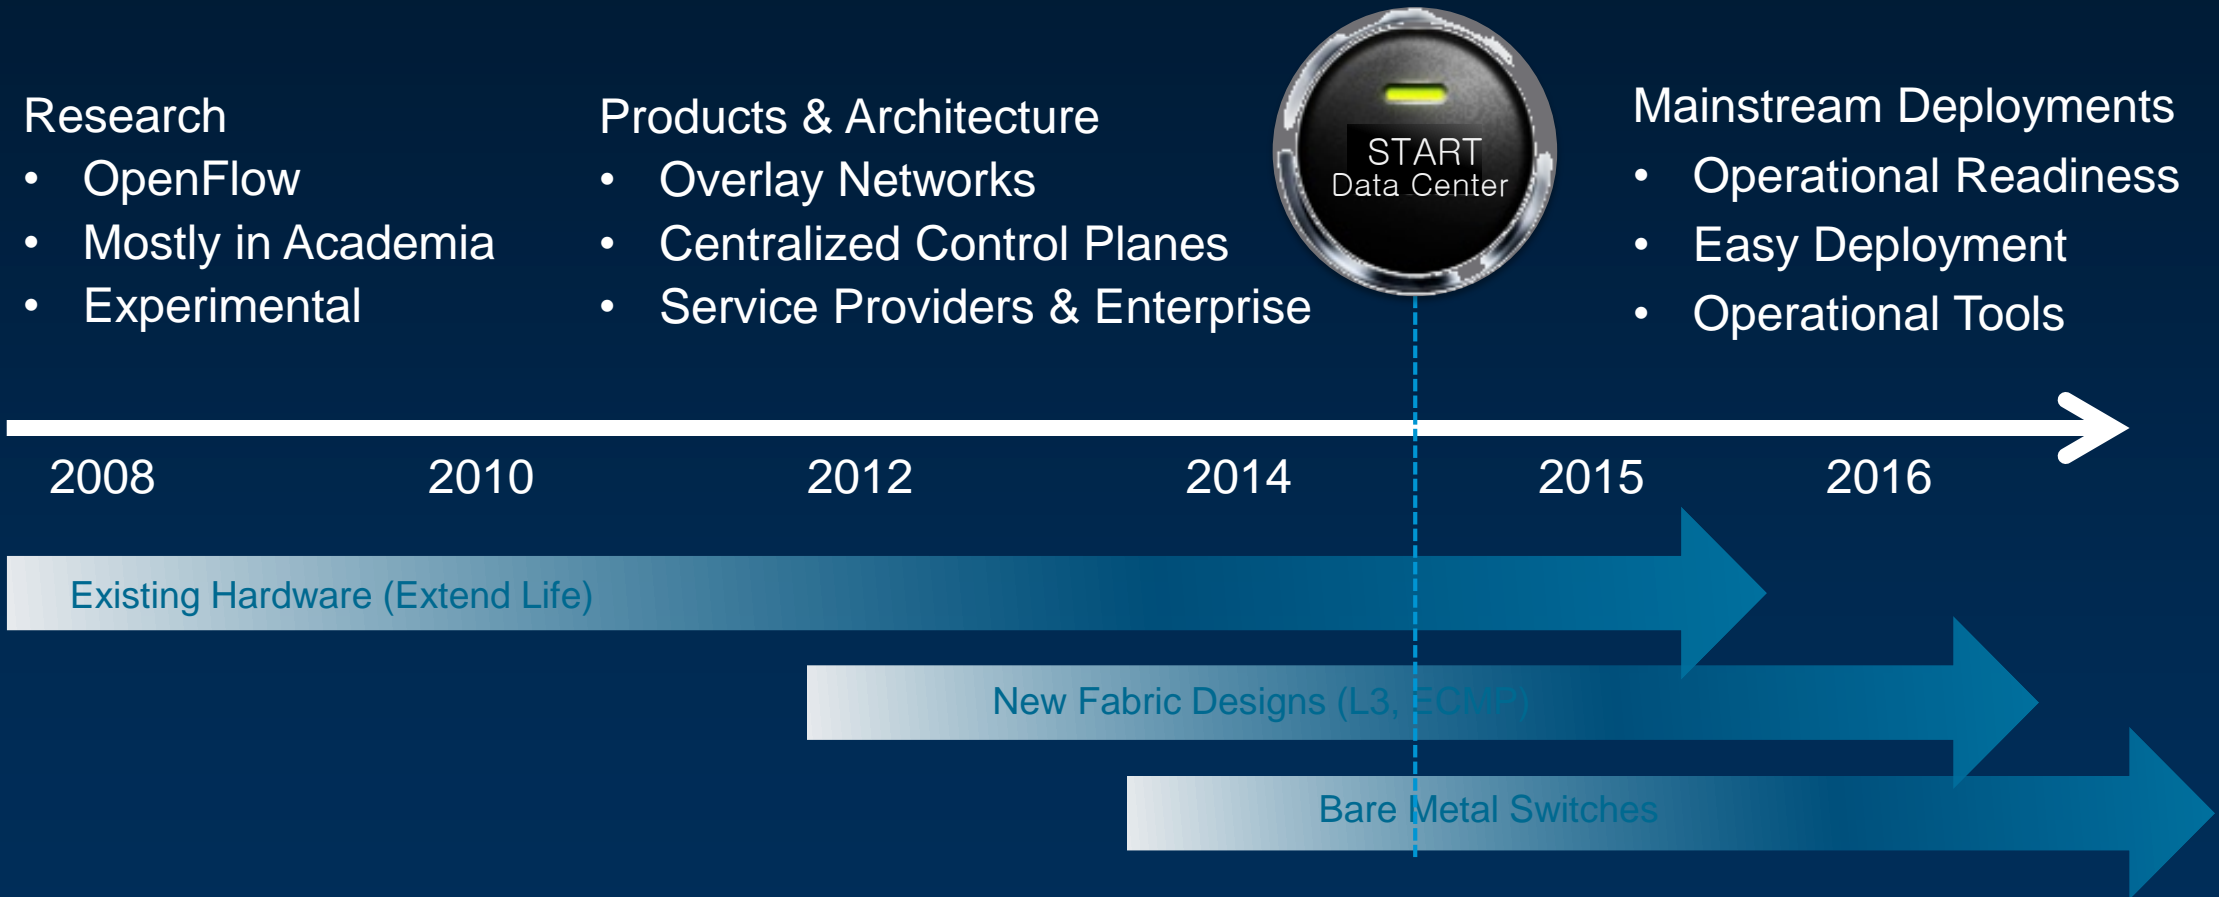 Research
• OpenFlow
• Mostly in Academia
• Experimental
Products & Architecture
• Overlay Networks
• Centralized Control Planes
• Service Providers & Enterprise
START
Data Center
Mainstream Deployments
• Operational Readiness
• Easy Deployment
• Operational Tools
2008 2010 2012 2014 2015 2016
Existing Hardware (Extend Life)
New Fabric Designs (L3, ECMP)
Bare Metal Switches